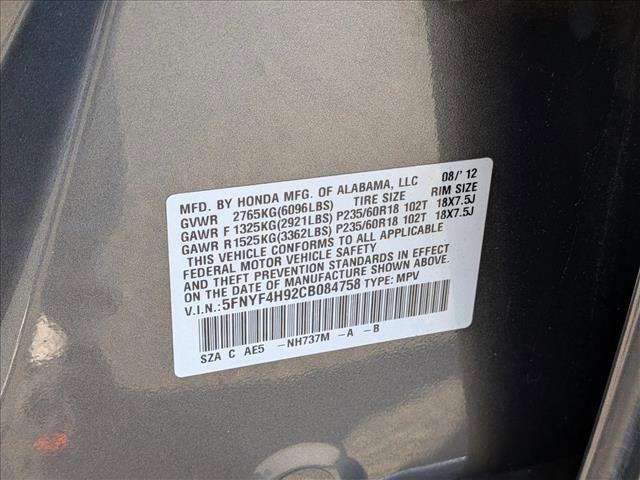 MFD. BY HONDA MFG. OF ALABAMA, LLC 08/'12
GVWR 2765KG(6096LBS) TIRE SIZE RIM SIZE
GAWR F 1325KG(2921LBS) P235/60R18 102T 18X7.5J
GAWR R1525KG(3362LBS) P235/60R18 102T 18X7.5J
THIS VEHICLE CONFORMS TO ALL APPLICABLE
FEDERAL MOTOR VEHICLE SAFETY
AND THEFT PREVENTION STANDARDS IN EFFECT
ON THE DATE OF MANUFACTURE SHOWN ABOVE.
V.I.N.: 5FNYF4H92CB084758 TYPE: MPV
SZA C AE5 -NH737M -A -B